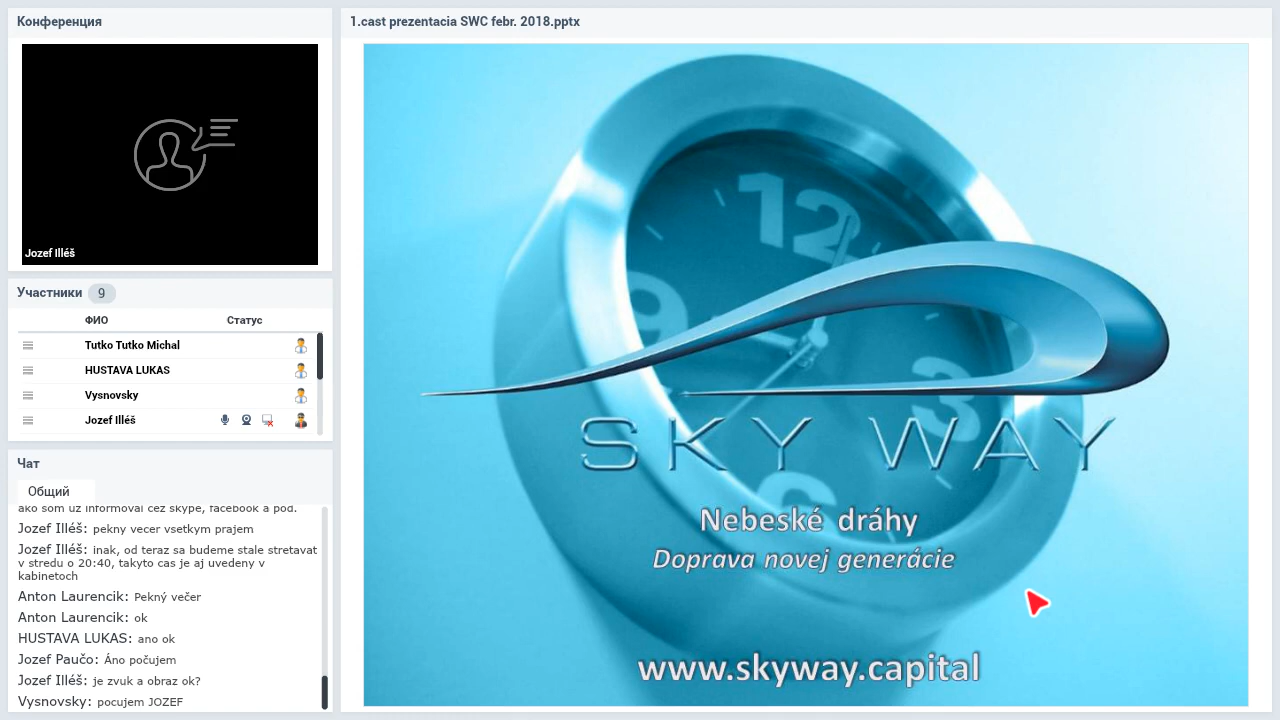 Конференция
Jozef Illéš
Участники 9
ФИО Статус
Tutko Tutko Michal
HUSTAVA LUKAS
Vysnovsky
Jozef Illéš
Чат
Общий
ako som uz informoval cez skype, facebook a pod.
Jozef Illéš: pekny vecer vsetkym prajem
Jozef Illéš: inak, od teraz sa budeme stale stretavat
v stredu o 20:40, takyto cas je aj uvedeny v
kabinetoch
Anton Laurencik: Pekný večer
Anton Laurencik: ok
HUSTAVA LUKAS: ano ok
Jozef Paučo: Áno počujem
Jozef Illéš: je zvuk a obraz ok?
Vysnovsky: pocujem JOZEF
1.cast prezentacia SWC febr. 2018.pptx
12
9
3
6
SKY WAY
Nebeské dráhy
Doprava novej generácie
www.skyway.capital